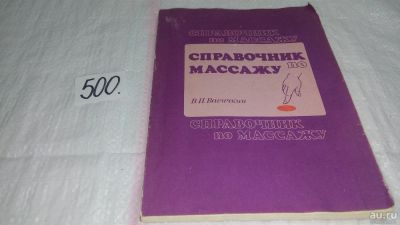 500.
СПРАВОЧНИК
ПО МАССАЖУ
СПРАВОЧНИК
ПО
МАССАЖУ
В.И. Васичкин
СПРАВОЧНИК
ПО МАССАЖУ
au.ru